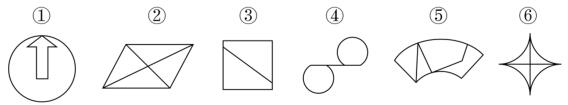 ① ② ③ ④ ⑤ ⑥